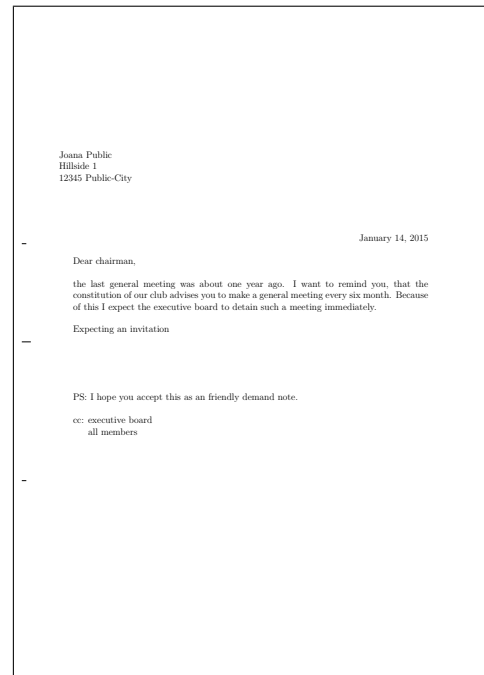 Joana Public
Hillside 1
12345 Public-City
January 14, 2015
Dear chairman,
the last general meeting was about one year ago. I want to remind you, that the
constitution of our club advises you to make a general meeting every six month. Because
of this I expect the executive board to detain such a meeting immediately.
Expecting an invitation
PS: I hope you accept this as an friendly demand note.
cc: executive board
all members